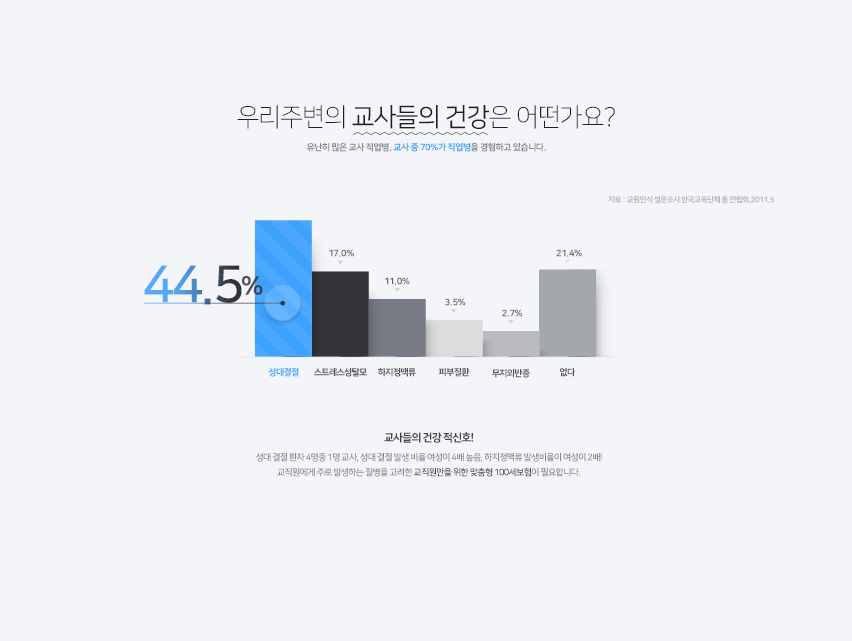 우리주변의 교사들의 건강은 어떤가요?
유난히 많은 교사 직업병, 교사 중 70%가 직업병을 경험하고 있습니다.
자료 : 교원인식 설문조사 한국교육단체 총 연합회,2011.5
44.5%
17.0%
11.0%
3.5%
2.7%
21.4%
성대결절
스트레스성탈모
하지정맥류
피부질환
무지외반증
없다
교사들의 건강 적신호!
성대 결절 환자 4명중 1명 교사, 성대 결절 발생 비율 여성이 4배 높음, 하지정맥류 발생비율이 여성이 2배!
교직원에게 주로 발생하는 질병을 고려한 교직원만을 위한 맞춤형 100세보험이 필요합니다.